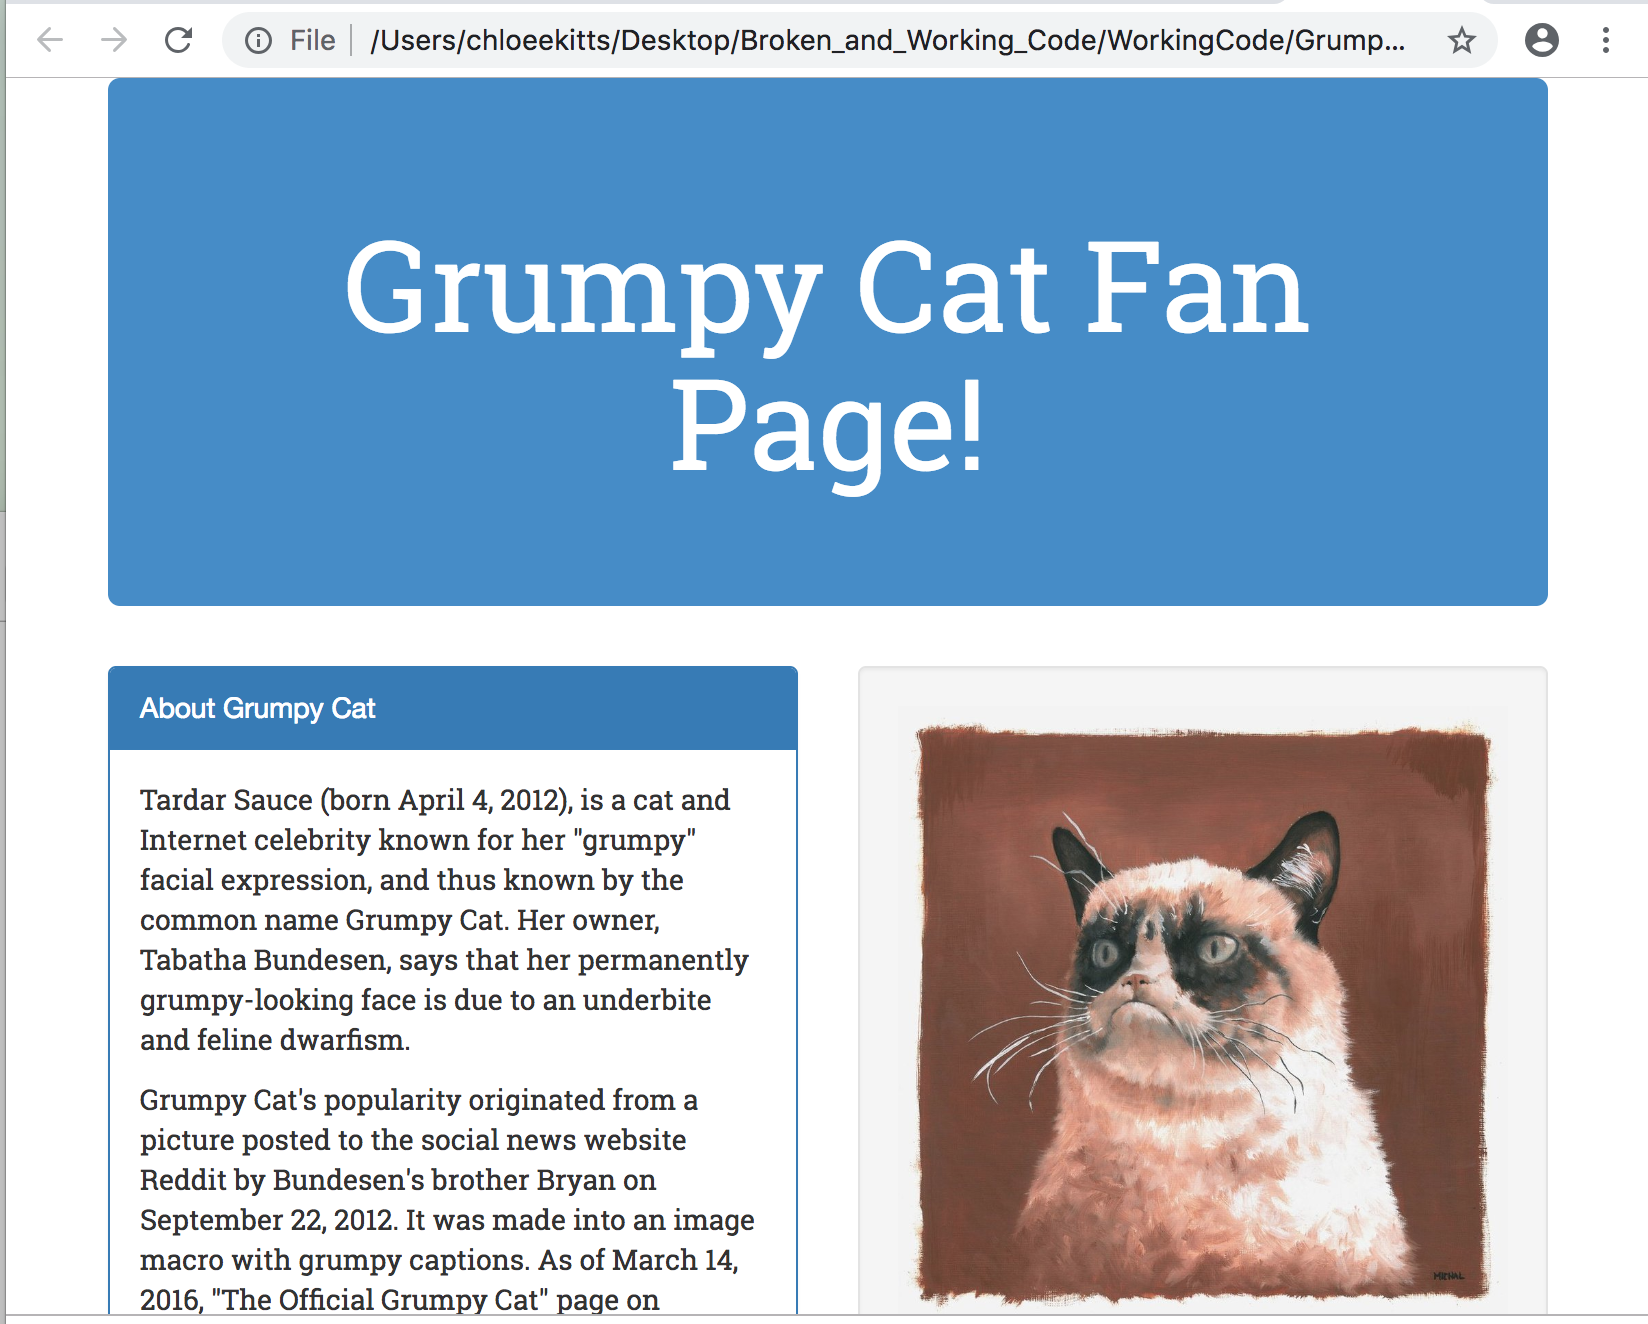 File
/Users/chloeekitts/Desktop/Broken_and_Working_Code/WorkingCode/Grump...
Grumpy Cat Fan
Page!
About Grumpy Cat
Tardar Sauce (born April 4, 2012), is a cat and
Internet celebrity known for her "grumpy"
facial expression, and thus known by the
common name Grumpy Cat. Her owner,
Tabatha Bundesen, says that her permanently
grumpy-looking face is due to an underbite
and feline dwarfism.
Grumpy Cat's popularity originated from a
picture posted to the social news website
Reddit by Bundesen's brother Bryan on
September 22, 2012. It was made into an image
macro with grumpy captions. As of March 14,
2016, "The Official Grumpy Cat" page on